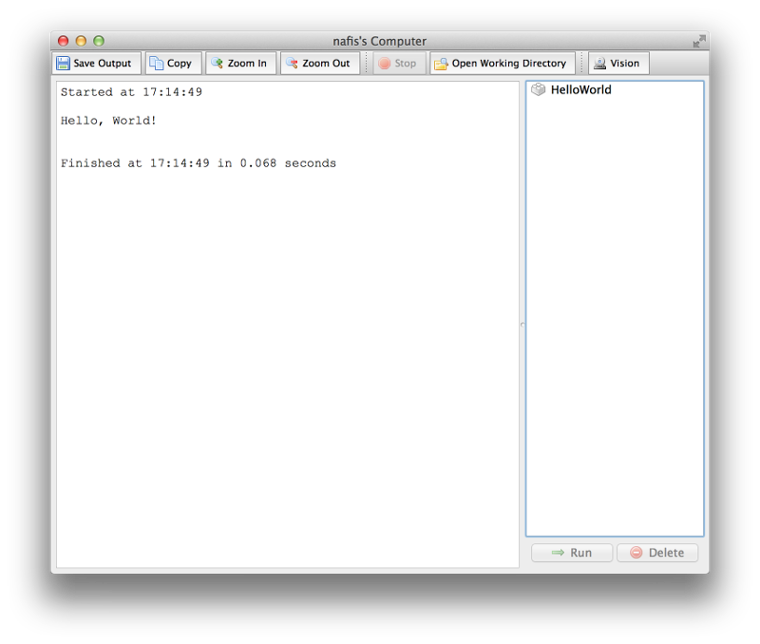 nafis's Computer
Save Output Copy Zoom In Zoom Out Stop Open Working Directory Vision
Started at 17:14:49
Hello, World!
Finished at 17:14:49 in 0.068 seconds
HelloWorld
Run Delete